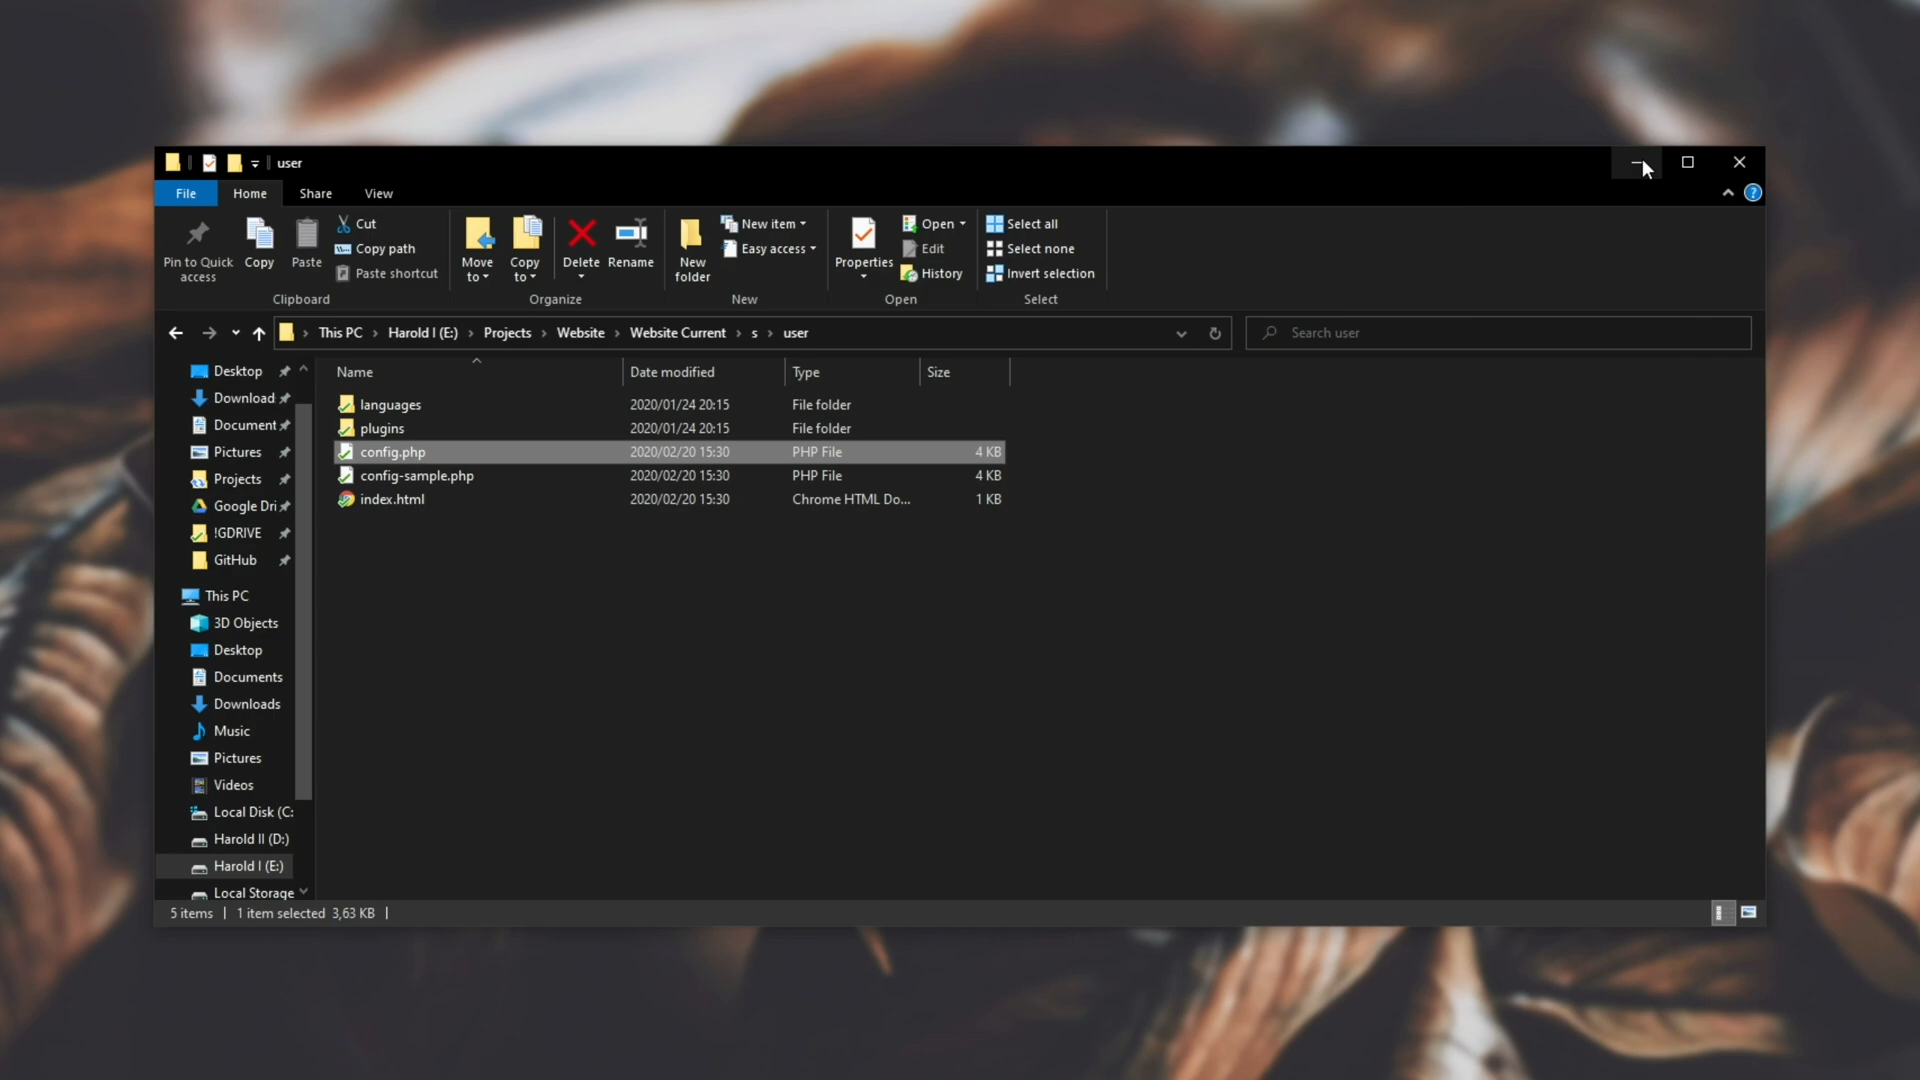 user
File Home Share View
Pin to Quick access
Copy
Paste
Cut
Copy path
Paste shortcut
Clipboard
Move to
Copy to
Delete
Rename
Organize
New folder
New item
Easy access
New
Properties
Open
Edit
History
Open
Select all
Select none
Invert selection
Select
This PC › Harold I (E:) › Projects › Website › Website Current › s › user
Search user
Name Date modified Type Size
languages 2020/01/24 20:15 File folder
plugins 2020/01/24 20:15 File folder
config.php 2020/02/20 15:30 PHP File 4 KB
config-sample.php 2020/02/20 15:30 PHP File 4 KB
index.html 2020/02/20 15:30 Chrome HTML Do... 1 KB
Desktop
Download
Document
Pictures
Projects
Google Dri
!GDRIVE
GitHub
This PC
3D Objects
Desktop
Documents
Downloads
Music
Pictures
Videos
Local Disk (C:
Harold II (D:)
Harold I (E:)
Local Storage
5 items | 1 item selected 3,63 KB |